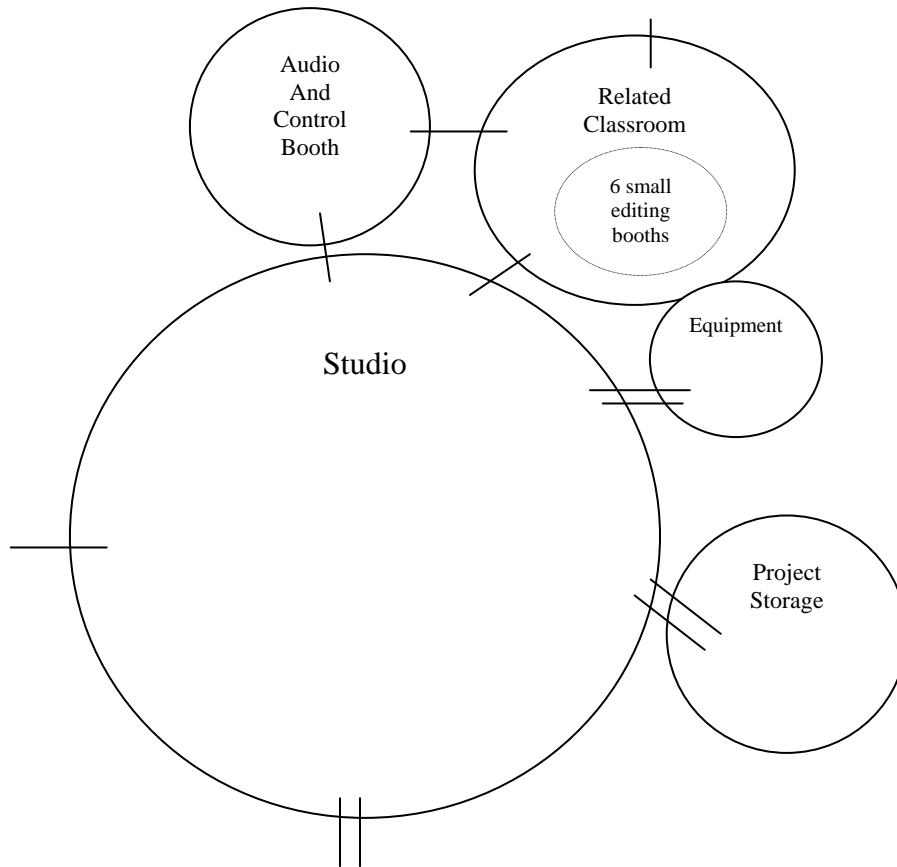 Audio
And
Control
Booth
Related
Classroom
6 small
editing
booths
Equipment
Studio
Project
Storage